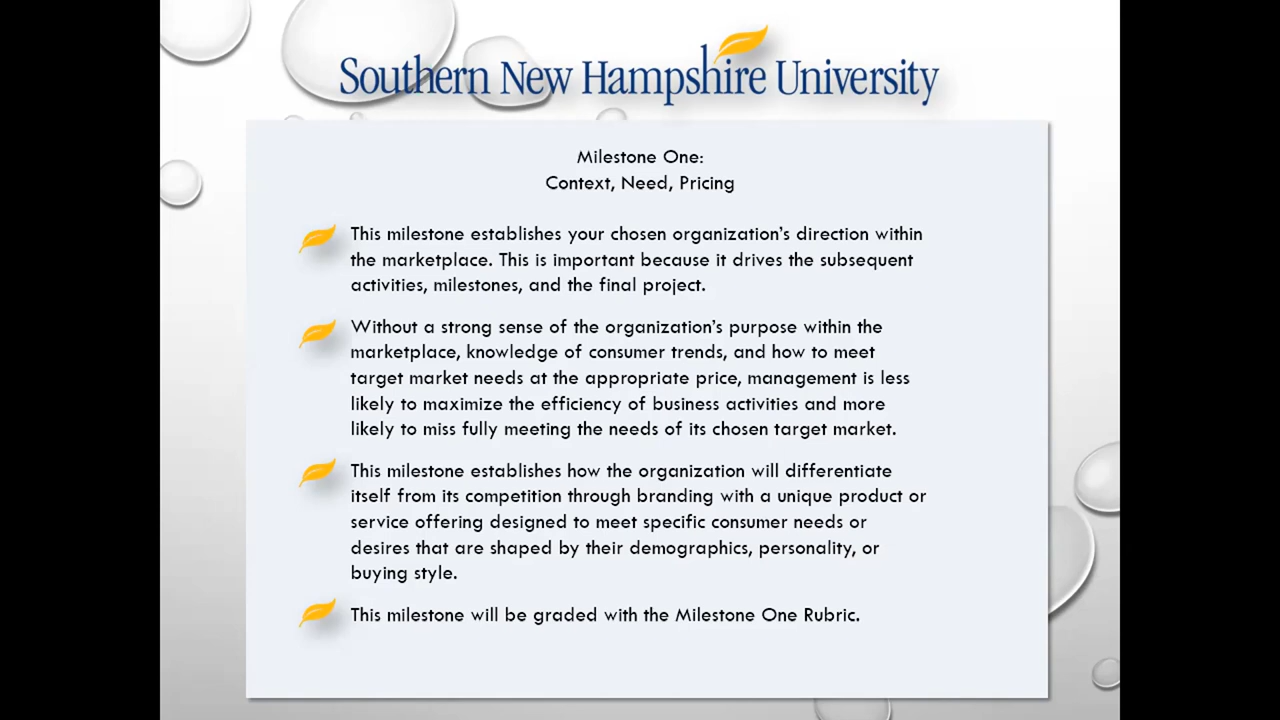 Southern New Hampshire University
Milestone One:
Context, Need, Pricing
This milestone establishes your chosen organization's direction within
the marketplace. This is important because it drives the subsequent
activities, milestones, and the final project.
Without a strong sense of the organization's purpose within the
marketplace, knowledge of consumer trends, and how to meet
target market needs at the appropriate price, management is less
likely to maximize the efficiency of business activities and more
likely to miss fully meeting the needs of its chosen target market.
This milestone establishes how the organization will differentiate
itself from its competition through branding with a unique product or
service offering designed to meet specific consumer needs or
desires that are shaped by their demographics, personality, or
buying style.
This milestone will be graded with the Milestone One Rubric.